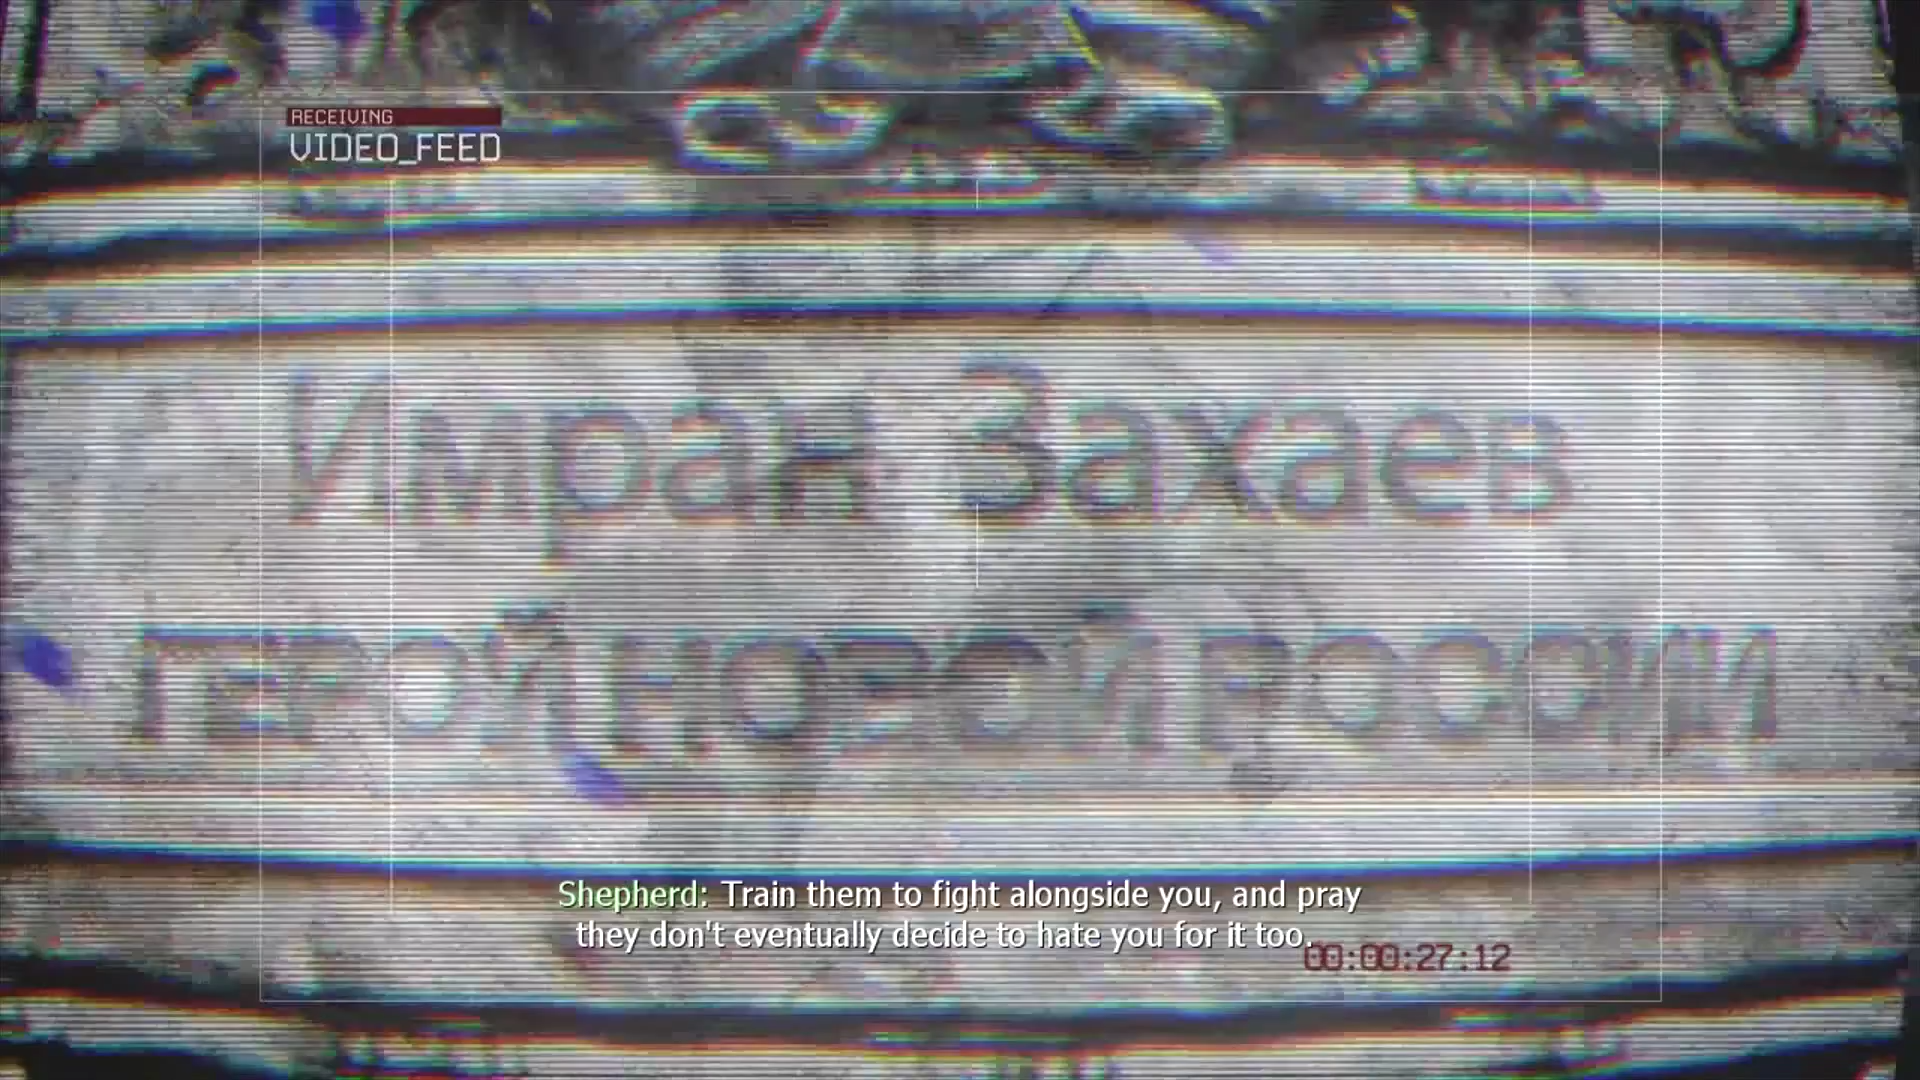 RECEIVING
VIDEO_FEED
Имран Захаев
ГЕРОЙ НОВОЙ РОССИИ
Shepherd: Train them to fight alongside you, and pray
they don't eventually decide to hate you for it too.
00:00:27:12